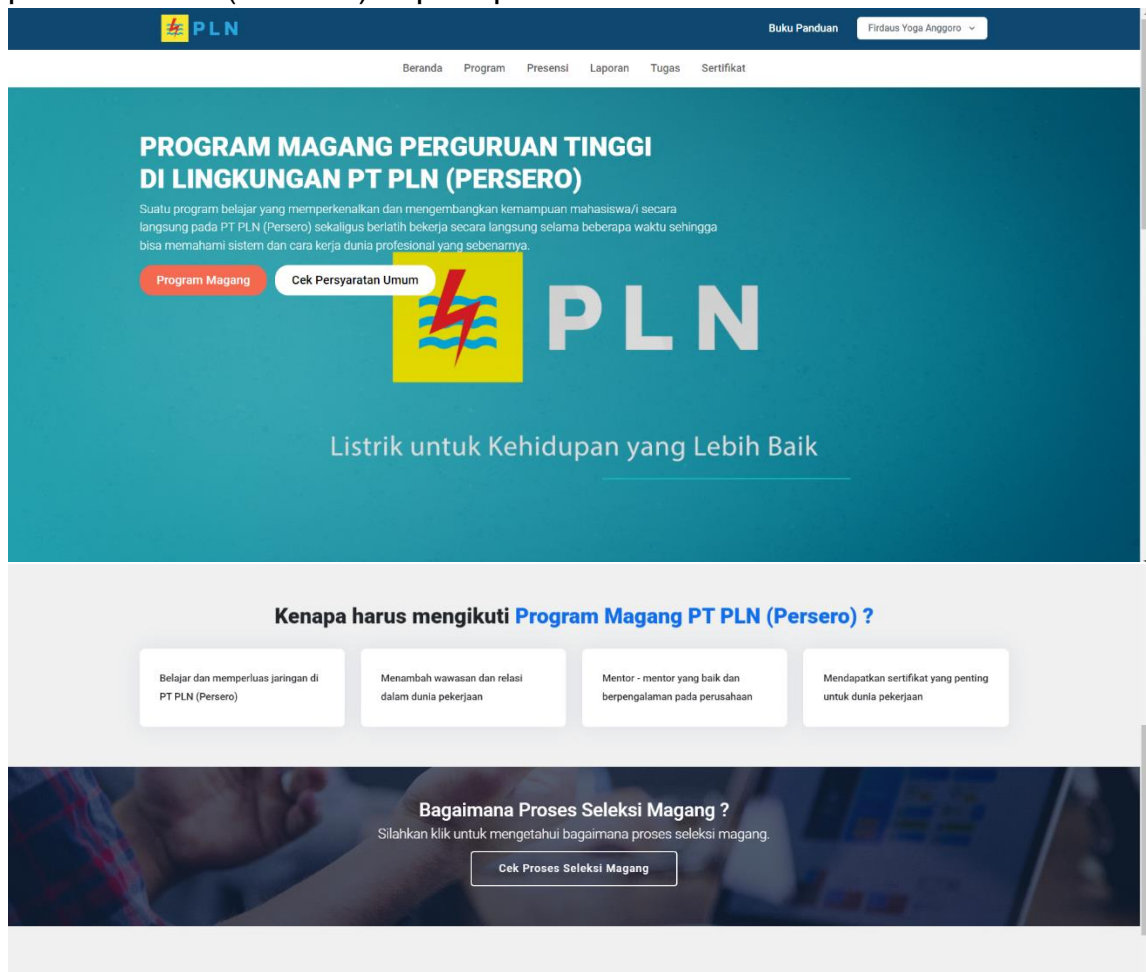 PLN
Buku Panduan
Firdaus Yoga Anggoro
Beranda Program Presensi Laporan Tugas Sertifikat
PROGRAM MAGANG PERGURUAN TINGGI
DI LINGKUNGAN PT PLN (PERSERO)
Suatu program belajar yang memperkenalkan dan mengembangkan kemampuan mahasiswa/i secara
langsung pada PT PLN (Persero) sekaligus berlatih bekerja secara langsung selama beberapa waktu sehingga
bisa memahami sistem dan cara kerja dunia profesional yang sebenarnya.
Program Magang
Cek Persyaratan Umum
PLN
Listrik untuk Kehidupan yang Lebih Baik
Kenapa harus mengikuti Program Magang PT PLN (Persero) ?
Belajar dan memperluas jaringan di
PT PLN (Persero)
Menambah wawasan dan relasi
dalam dunia pekerjaan
Mentor - mentor yang baik dan
berpengalaman pada perusahaan
Mendapatkan sertifikat yang penting
untuk dunia pekerjaan
Bagaimana Proses Seleksi Magang ?
Silahkan klik untuk mengetahui bagaimana proses seleksi magang.
Cek Proses Seleksi Magang